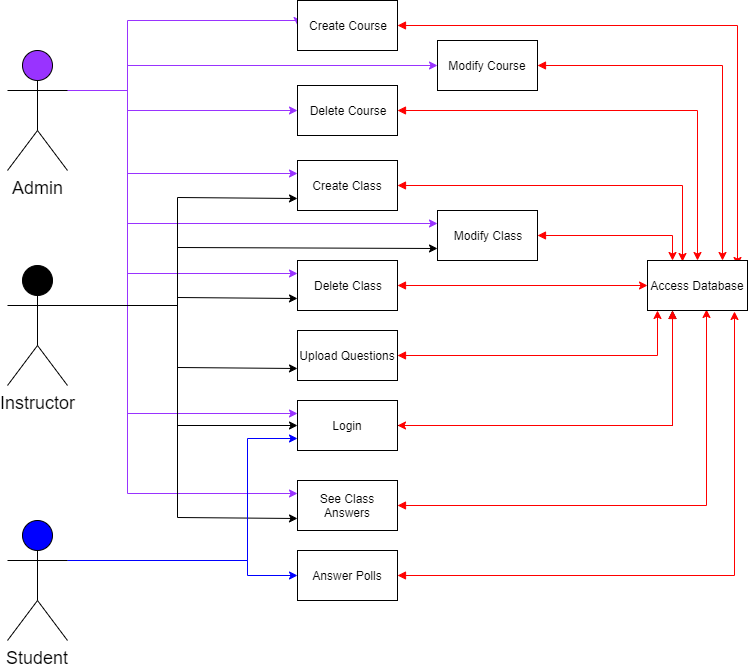 Create Course
Modify Course
Delete Course
Admin
Create Class
Modify Class
Delete Class
Access Database
Upload Questions
Instructor
Login
See Class
Answers
Answer Polls
Student